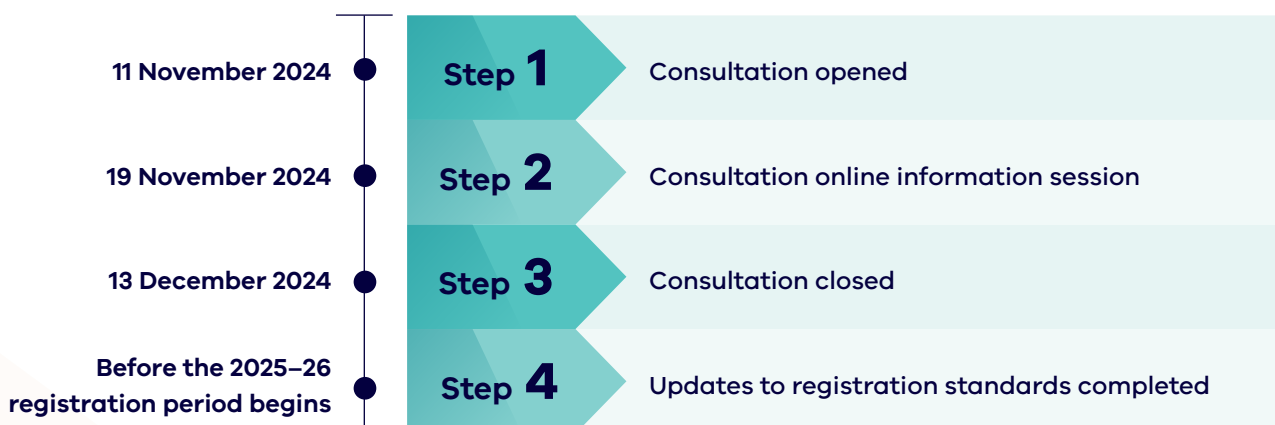 11 November 2024
Step 1
Consultation opened
19 November 2024
Step 2
Consultation online information session
13 December 2024
Step 3
Consultation closed
Before the 2025–26
registration period begins
Step 4
Updates to registration standards completed